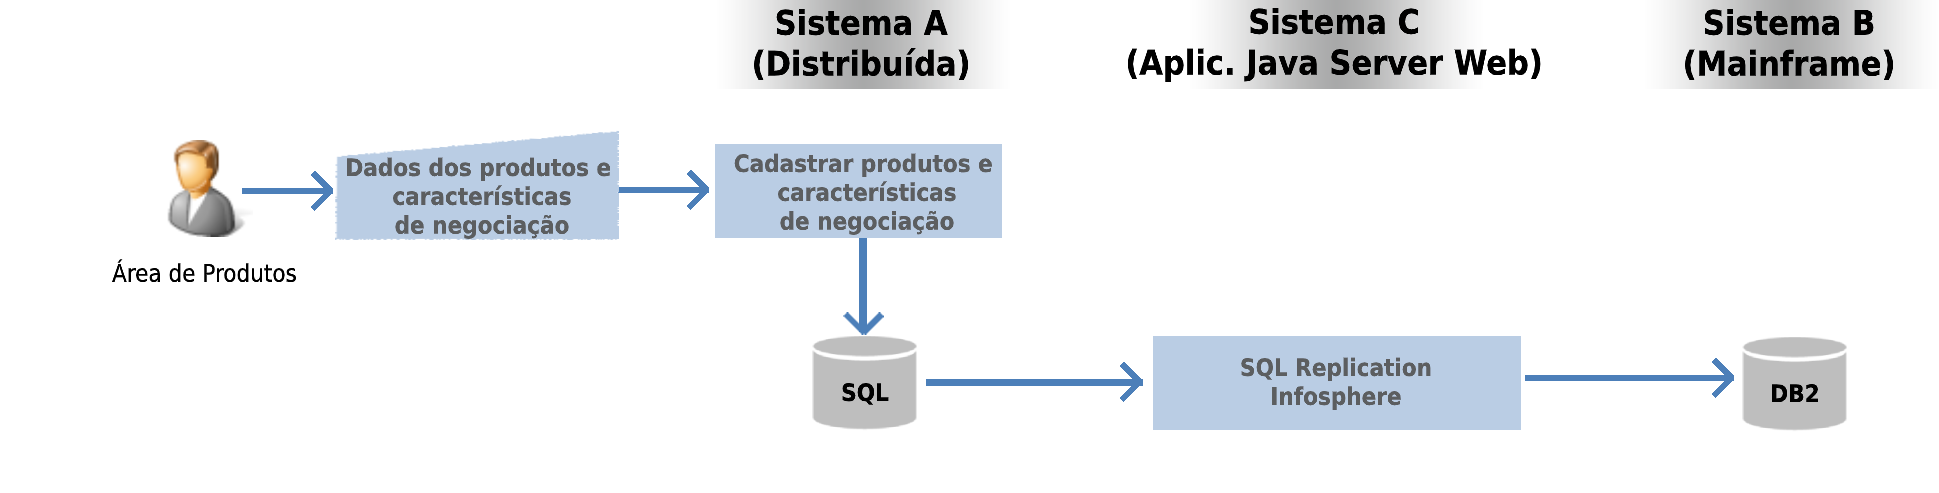 Sistema A
(Distribuída)
Sistema C
(Aplic. Java Server Web)
Sistema B
(Mainframe)
Dados dos produtos e
características
de negociação
Cadastrar produtos e
características
de negociação
Área de Produtos
SQL
SQL Replication
Infosphere
DB2